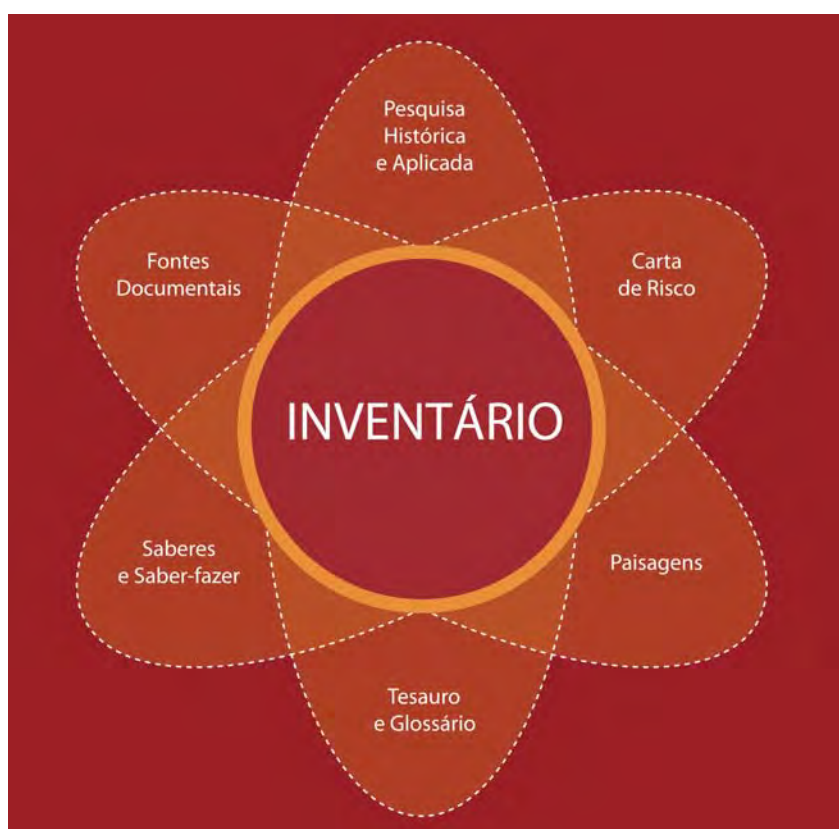 Pesquisa
Histórica
e Aplicada
Fontes
Documentais
Carta
de Risco
INVENTÁRIO
Saberes
e Saber-fazer
Paisagens
Tesauro
e Glossário